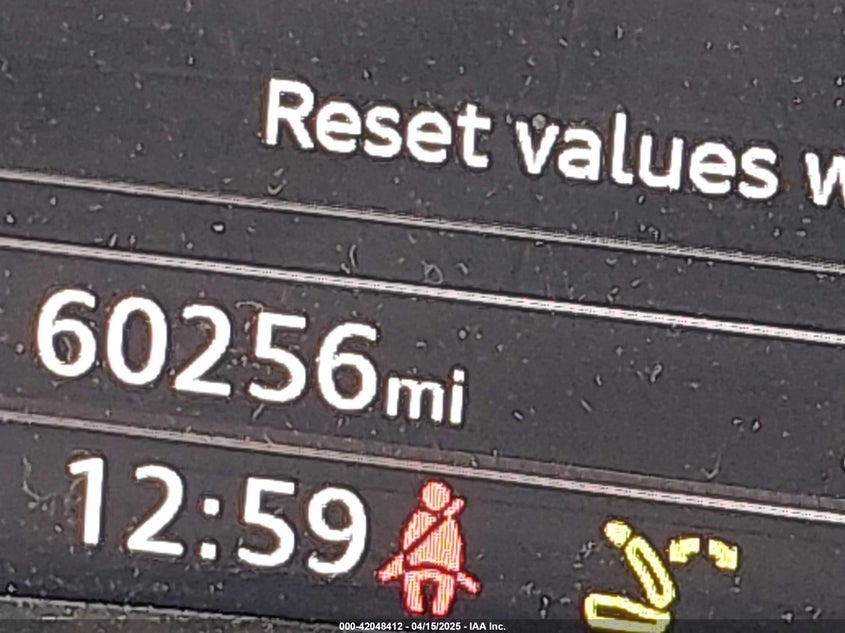 Reset values w
60256mi
12:59
000-42048412 - 04/15/2025 - IAA Inc.